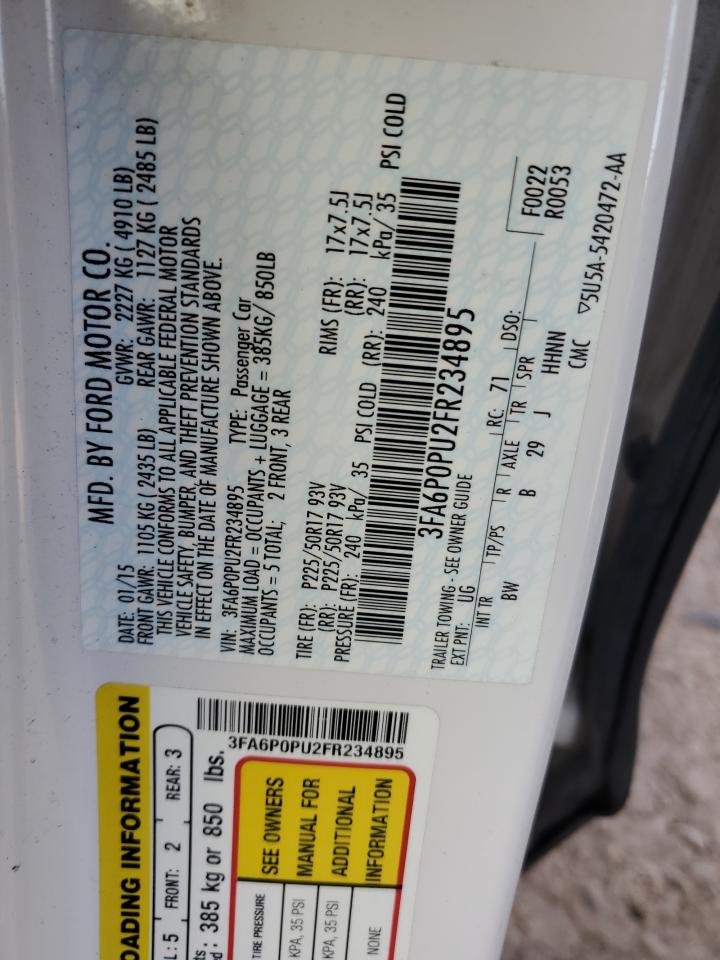 MFD. BY FORD MOTOR CO.
DATE: 01/15 GVWR: 2227 KG ( 4910 LB)
FRONT GAWR: 1105 KG ( 2435 LB) REAR GAWR: 1127 KG ( 2485 LB)
THIS VEHICLE CONFORMS TO ALL APPLICABLE FEDERAL MOTOR
VEHICLE SAFETY, BUMPER, AND THEFT PREVENTION STANDARDS
IN EFFECT ON THE DATE OF MANUFACTURE SHOWN ABOVE.
VIN: 3FA6P0PU2FR234895 TYPE: Passenger Car
MAXIMUM LOAD = OCCUPANTS + LUGGAGE = 385KG/ 850LB
OCCUPANTS = 5 TOTAL; 2 FRONT, 3 REAR
TIRE (FR): P225/50R17 93V RIMS (FR): 17x7.5J
(RR): P225/50R17 93V (RR): 17x7.5J
PRESSURE (FR): 240 kPa/ 35 PSI COLD (RR): 240 kPa/ 35 PSI COLD
3FA6P0PU2FR234895
TRAILER TOWING - SEE OWNER GUIDE
EXT PNT: UG RC: 71 DSO:
INT TR TP/PS R AXLE TR SPR
BW B 29 J HHNN
F0022
R0053
CMC ▽5U5A-5420472-AA
OADING INFORMATION
L: 5 FRONT: 2 REAR: 3
ts
ed : 385 kg or 850 lbs.
3FA6P0PU2FR234895
TIRE PRESSURE
KPA, 35 PSI
KPA, 35 PSI
NONE
SEE OWNERS
MANUAL FOR
ADDITIONAL
INFORMATION